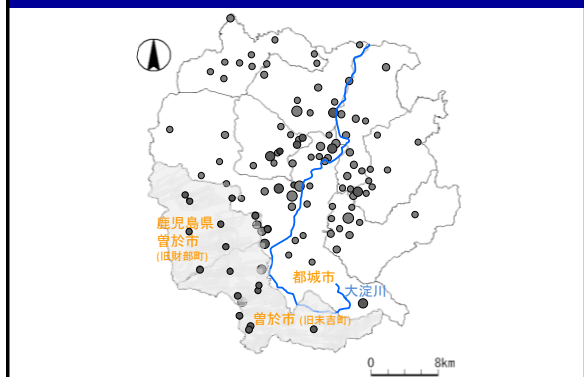 鹿児島県
曽於市
(旧財部町)
都城市
大淀川
曽於市 (旧末吉町)
0 8km